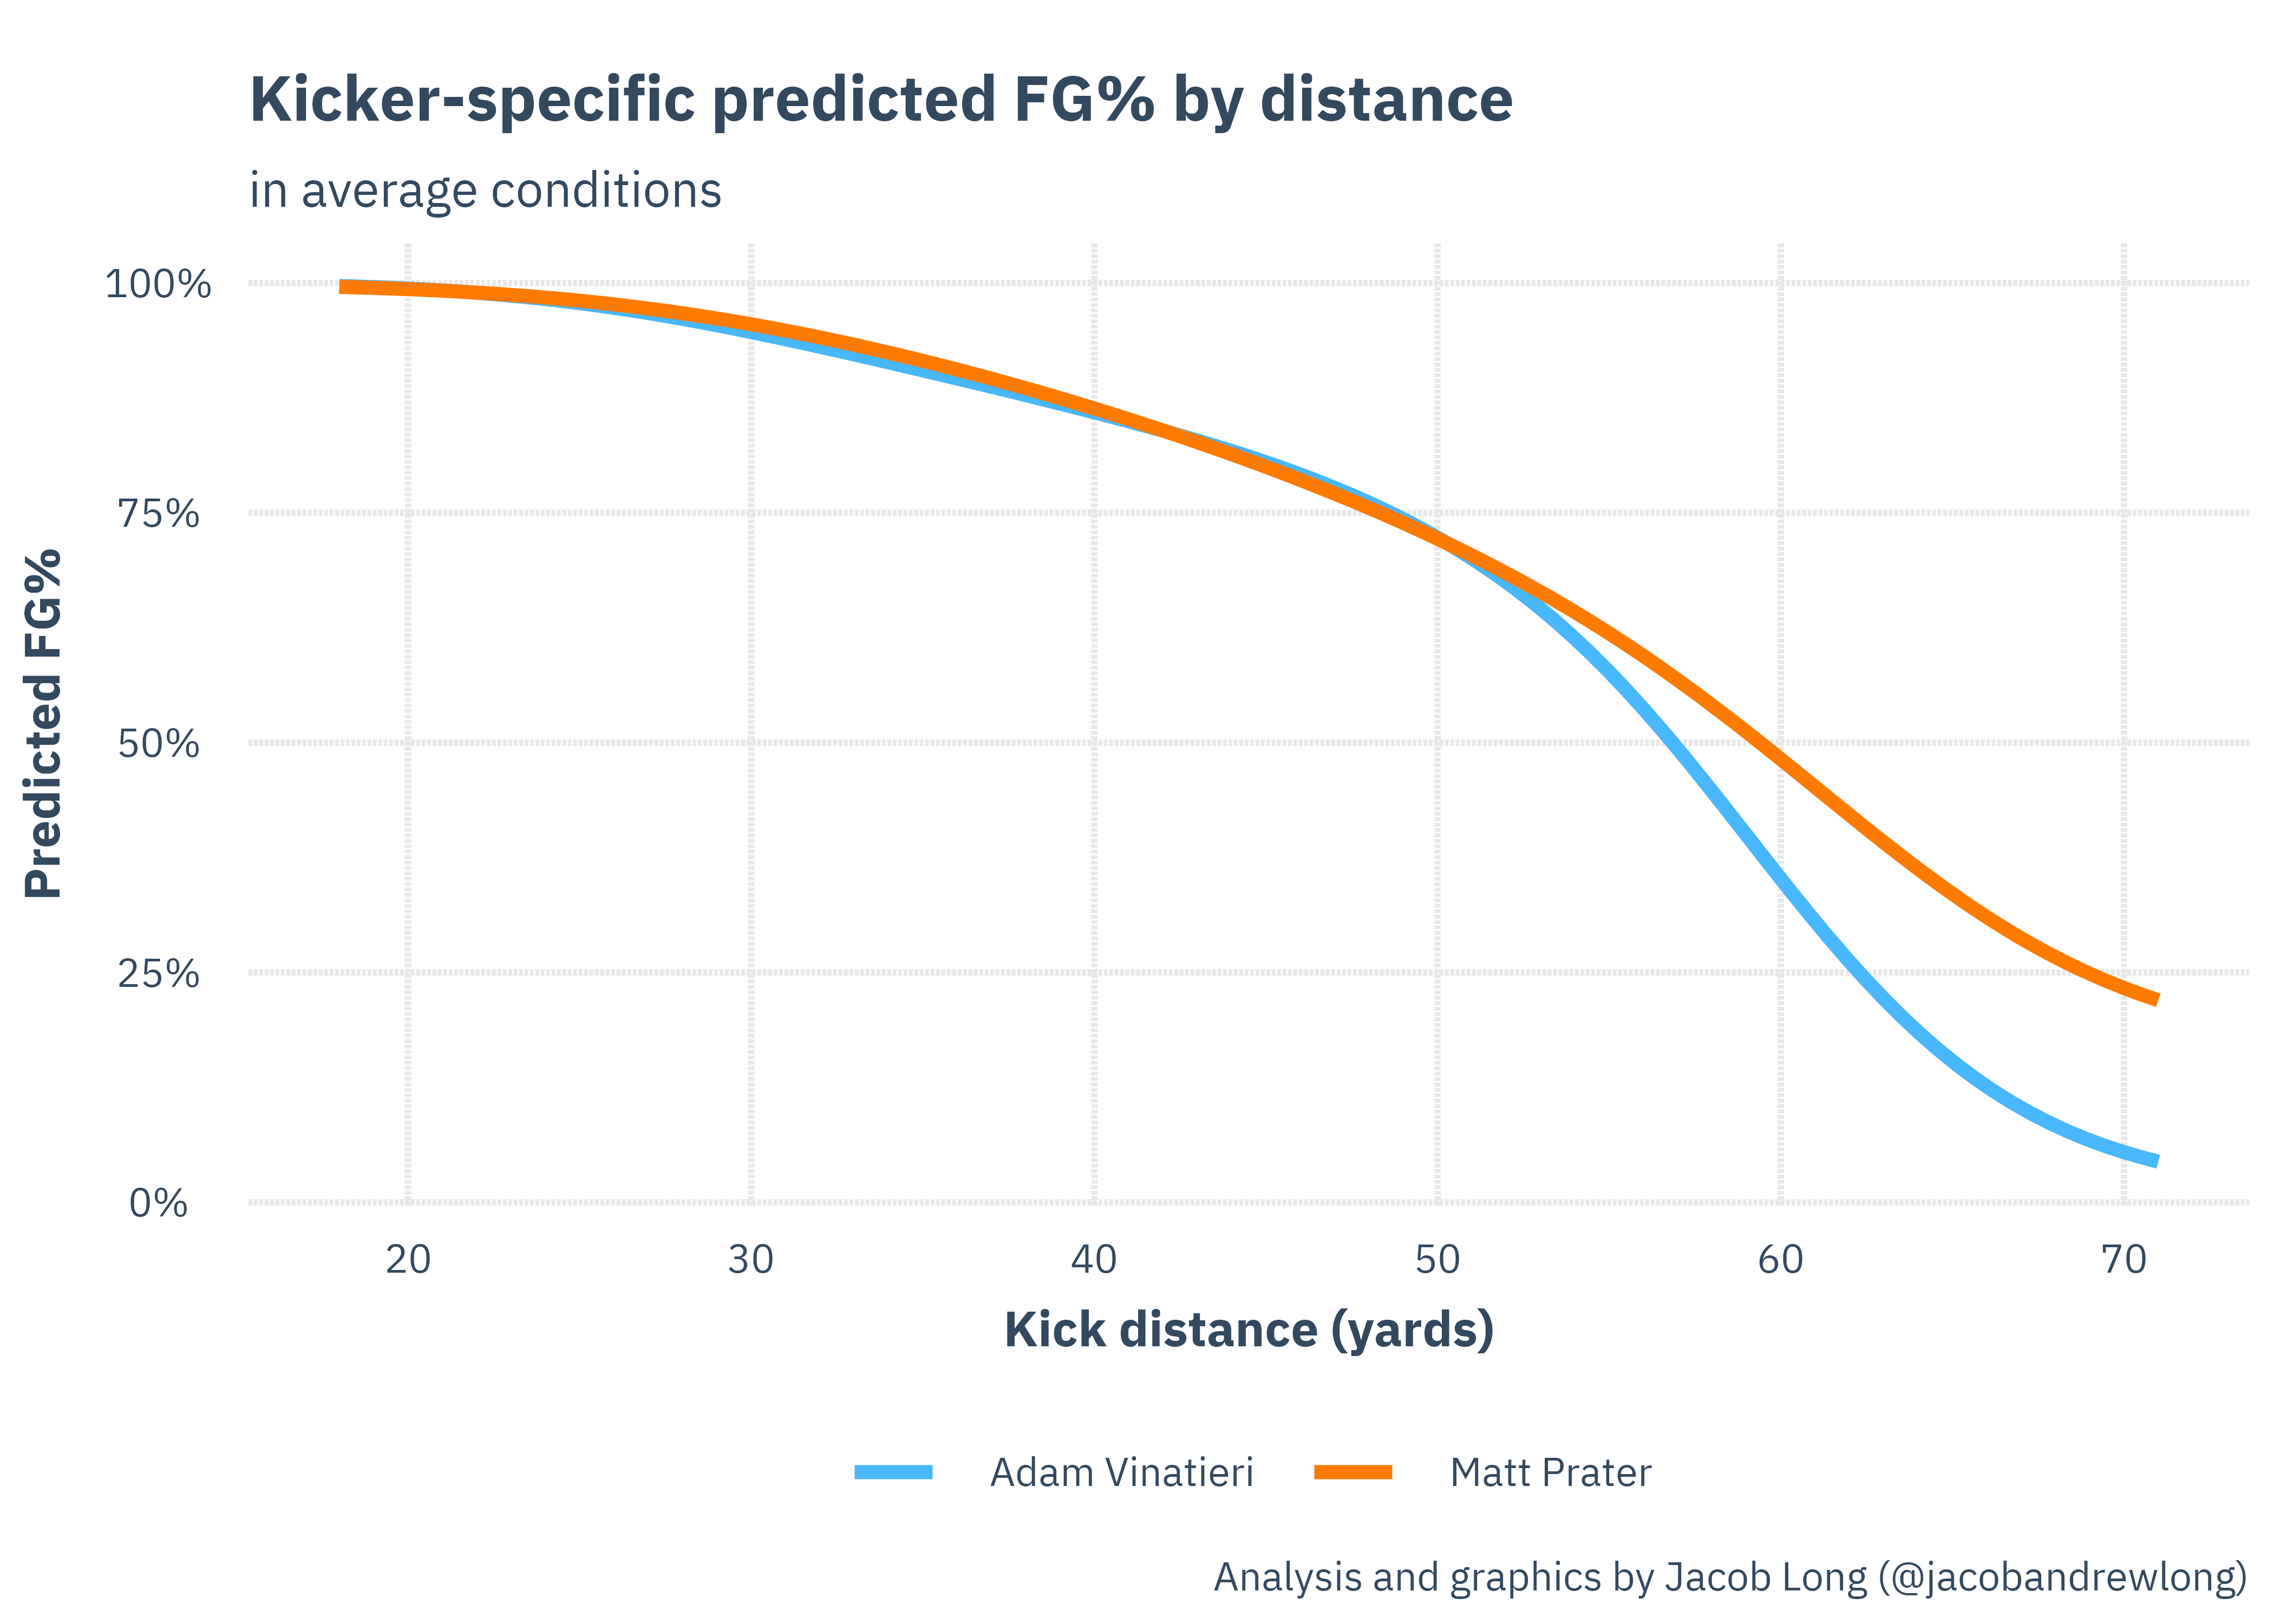 Kicker-specific predicted FG% by distance
in average conditions
100%
75%
50%
25%
0%
Predicted FG%
20 30 40 50 60 70
Kick distance (yards)
Adam Vinatieri Matt Prater
Analysis and graphics by Jacob Long (@jacobandrewlong)